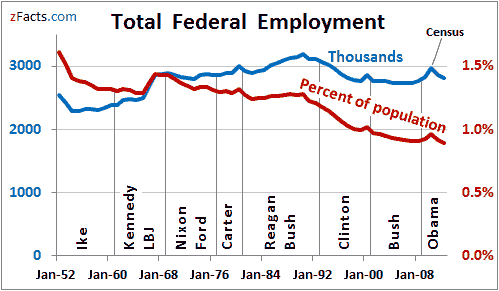 zFacts.com
Total Federal Employment
Census
Thousands
Percent of population
3000
2000
1000
0
1.5%
1.0%
0.5%
0.0%
Ike
Kennedy
LBJ
Nixon
Ford
Carter
Reagan
Bush
Clinton
Bush
Obama
Jan-52 Jan-60 Jan-68 Jan-76 Jan-84 Jan-92 Jan-00 Jan-08